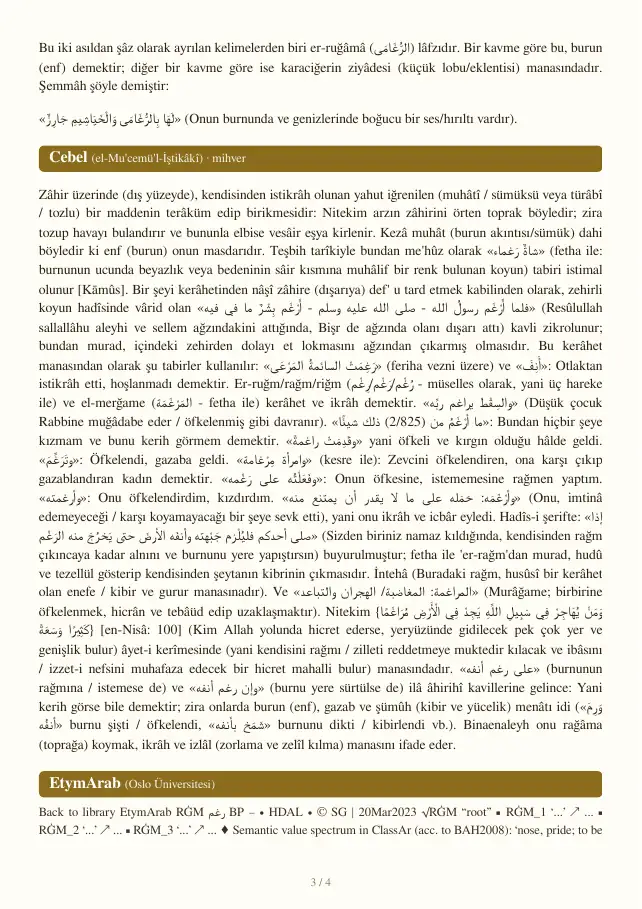 Bu iki asıldan şâz olarak ayrılan kelimelerden biri er-ruğâmâ (الرُّغَامَى) lâfzıdır. Bir kavme göre bu, burun
(enf) demektir; diğer bir kavme göre ise karaciğerin ziyâdesi (küçük lobu/eklentisi) manasındadır.
Şemmâh şöyle demiştir:
«لَهَا بِالرُّغَامَى وَالْخَيَاشِيمِ جَارِزُ» (Onun burnunda ve genizlerinde boğucu bir ses/hırıltı vardır).
Cebel (el-Mu'cemü'l-İştikâkî) · mihver
Zâhir üzerinde (dış yüzeyde), kendisinden istikrâh olunan yahut iğrenilen (muhâtî / sümüksü veya türâbî
/ tozlu) bir maddenin terâküm edip birikmesidir: Nitekim arzın zâhirini örten toprak böyledir; zira
tozup havayı bulandırır ve bununla elbise vesâir eşya kirlenir. Kezâ muhât (burun akıntısı/sümük) dahi
böyledir ki enf (burun) onun masdarıdır. Teşbih tarîkiyle bundan me'hûz olarak «شاةٌ رَغماء» (fetha ile:
burnunun ucunda beyazlık veya bedeninin sâir kısmına muhâlif bir renk bulunan koyun) tabiri istimal
olunur [Kāmûs]. Bir şeyi kerâhetinden nâşî zâhire (dışarıya) def' u tard etmek kabilinden olarak, zehirli
koyun hadîsinde vârid olan «فلما أَرْغَم رسولُ الله - صلى الله عليه وسلم - أَرْغَم بِشْرٌ ما في فيه» (Resûlullah
sallallâhu aleyhi ve sellem ağzındakini attığında, Bişr de ağzında olanı dışarı attı) kavli zikrolunur;
bundan murad, içindeki zehirden dolayı et lokmasını ağzından çıkarmış olmasıdır. Bu kerâhet
manasından olarak şu tabirler kullanılır: «رَغِمَتْ السائمةُ المَرْعَى» (feriha vezni üzere) ve «أَنِفَ»: Otlaktan
istikrâh etti, hoşlanmadı demektir. Er-ruğm/rağm/riğm (رُغْم/رَغْم/رِغْم - müselles olarak, yani üç hareke
ile) ve el-merğame (المَرْغَمة - fetha ile) kerâhet ve ikrâh demektir. «والسِقْط يراغم ربّه» (Düşük çocuk
Rabbine muğâdabe eder / öfkelenmiş gibi davranır). «ما أَرْغَمُ من (2/825) ذلك شيئًا»: Bundan hiçbir şeye
kızmam ve bunu kerih görmem demektir. «وقَدِمَتْ راغمة» yani öfkeli ve kırgın olduğu hâlde geldi.
«وتَرَغَّمَ»: Öfkelendi, gazaba geldi. «وامرأة مِرْغامة» (kesre ile): Zevcini öfkelendiren, ona karşı çıkıp
gazablandıran kadın demektir. «وفَعَلْتُه على رَغْمه»: Onun öfkesine, istememesine rağmen yaptım.
«وأرغمته»: Onu öfkelendirdim, kızdırdım. «وأَرْغَمَه: حَمَله على ما لا يقدر أن يمتنع منه» (Onu, imtinâ
edemeyeceği / karşı koyamayacağı bir şeye sevk etti), yani onu ikrâh ve icbâr eyledi. Hadîs-i şerifte: «إذا
صلى أحدكم فليُلْزِم جَبْهته وأنفه الأرضَ حتى يَخْرُجَ منه الرَغْم» (Sizden biriniz namaz kıldığında, kendisinden rağm
çıkıncaya kadar alnını ve burnunu yere yapıştırsın) buyurulmuştur; fetha ile 'er-rağm'dan murad, hudû
ve tezellül gösterip kendisinden şeytanın kibrinin çıkmasıdır. İntehâ (Buradaki rağm, husûsî bir kerâhet
olan enefe / kibir ve gurur manasınadır). Ve «المراغمة: المغاضبة/ الهجران والتباعد» (Murâğame; birbirine
öfkelenmek, hicrân ve tebâüd edip uzaklaşmaktır). Nitekim {وَمَنْ يُهَاجِرْ فِي سَبِيلِ اللَّهِ يَجِدْ فِي الْأَرْضِ مُرَاغَمًا
كَثِيرًا وَسَعَةً} [en-Nisâ: 100] (Kim Allah yolunda hicret ederse, yeryüzünde gidilecek pek çok yer ve
genişlik bulur) âyet-i kerîmesinde (yani kendisini rağm / zilleti reddetmeye muktedir kılacak ve ibâsını
/ izzet-i nefsini muhafaza edecek bir hicret mahalli bulur) manasındadır. «على رغم أنفه» (burnunun
rağmına / istemese de) ve «وإن رغم أنفه» (burnu yere sürtülse de) ilâ âhirihî kavillerine gelince: Yani
kerih görse bile demektir; zira onlarda burun (enf), gazab ve şümûh (kibir ve yücelik) menâtı idi («وَرِمَ
أنفُه» burnu şişti / öfkelendi, «شَمَخ بأنفه» burnunu dikti / kibirlendi vb.). Binaenaleyh onu rağâma
(toprağa) koymak, ikrâh ve izlâl (zorlama ve zelîl kılma) manasını ifade eder.
EtymArab (Oslo Üniversitesi)
Back to library EtymArab RĠM رغم BP – • HDAL • © SG | 20Mar2023 √RĠM “root” ▪ RĠM_1 ‘...’ ↗ ... ▪
RĠM_2 ‘...’ ↗ ... ▪ RĠM_3 ‘...’ ↗ ... ♦ Semantic value spectrum in ClassAr (acc. to BAH2008): ‘nose, pride; to be
3 / 4